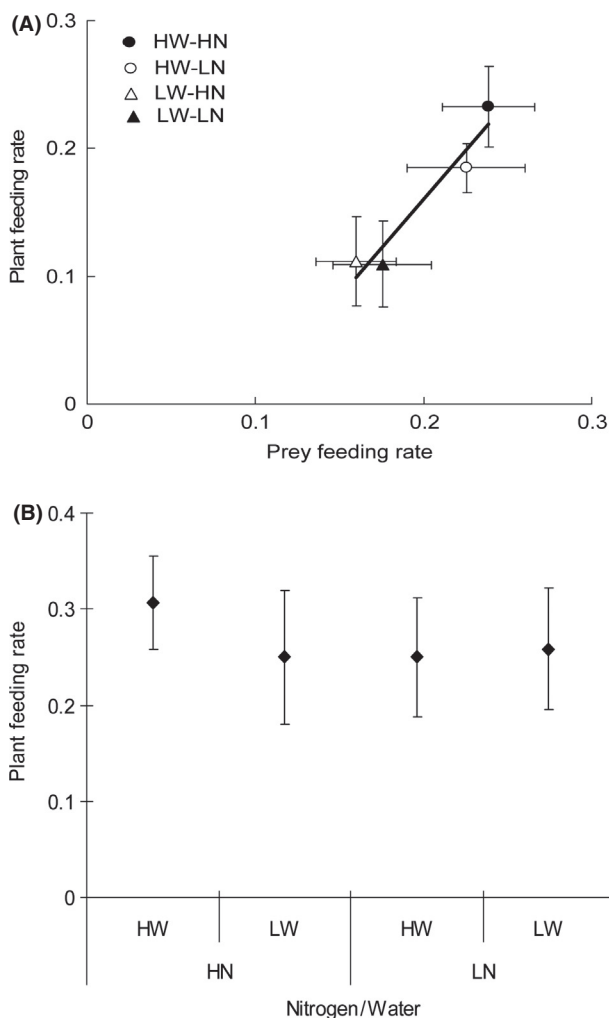 (A)
0.3
HW-HN
HW-LN
LW-HN
LW-LN
0.2
0.1
0
Plant feeding rate
0 0.1 0.2 0.3
Prey feeding rate
(B)
0.4
0.3
0.2
0.1
0
Plant feeding rate
HW LW HW LW
HN LN
Nitrogen/Water